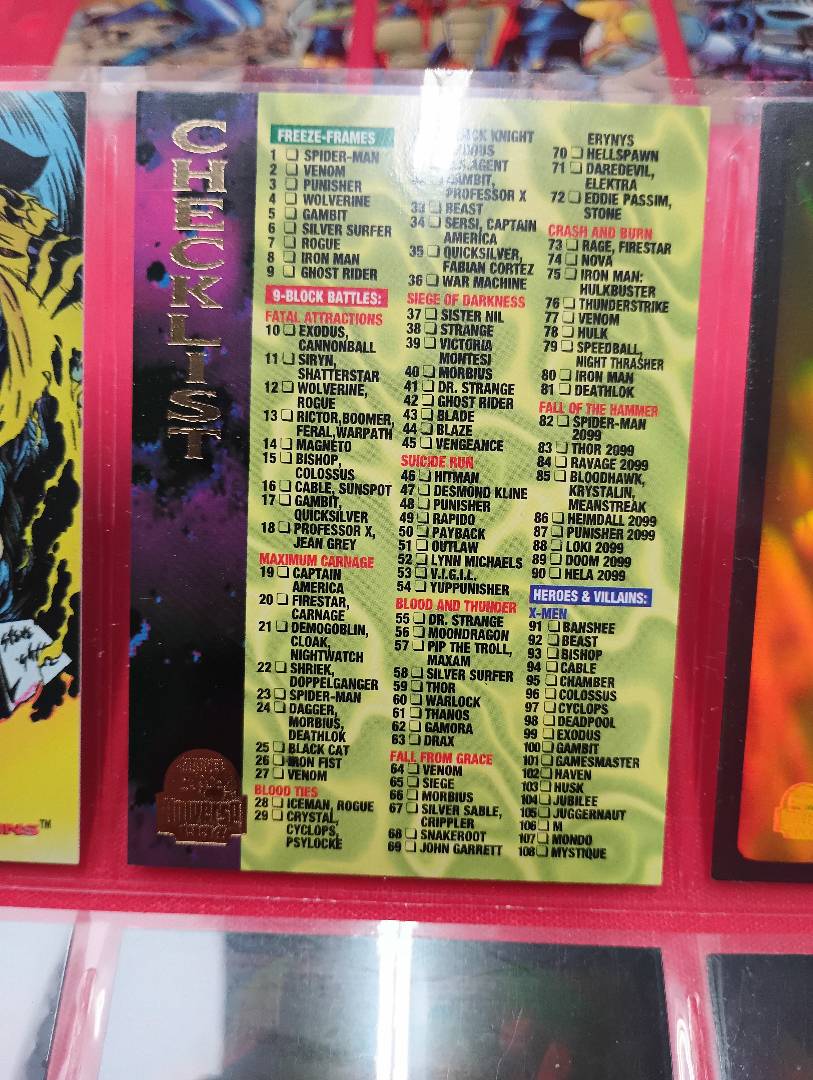 CHECKLIST
FREEZE-FRAMES
1 SPIDER-MAN
2 VENOM
3 PUNISHER
4 WOLVERINE
5 GAMBIT
6 SILVER SURFER
7 ROGUE
8 IRON MAN
9 GHOST RIDER
9-BLOCK BATTLES:
FATAL ATTRACTIONS
10 EXODUS,
CANNONBALL
11 SIRYN,
SHATTERSTAR
12 WOLVERINE,
ROGUE
13 RICTOR, BOOMER,
FERAL, WARPATH
14 MAGNETO
15 BISHOP,
COLOSSUS
16 CABLE, SUNSPOT
17 GAMBIT,
QUICKSILVER
18 PROFESSOR X,
JEAN GREY
MAXIMUM CARNAGE
19 CAPTAIN
AMERICA
20 FIRESTAR,
CARNAGE
21 DEMOGOBLIN,
CLOAK,
NIGHTWATCH
22 SHRIEK,
DOPPELGANGER
23 SPIDER-MAN
24 DAGGER,
MORBIUS,
DEATHLOK
25 BLACK CAT
26 IRON FIST
27 VENOM
BLOOD TIES
28 ICEMAN, ROGUE
29 CRYSTAL,
CYCLOPS,
PSYLOCKE
KNIGHT
AGENT
GAMBIT,
PROFESSOR X
33 BEAST
34 SERSI, CAPTAIN
AMERICA
35 QUICKSILVER,
FABIAN CORTEZ
36 WAR MACHINE
SIEGE OF DARKNESS
37 SISTER NIL
38 STRANGE
39 VICTORIA
MONTESI
40 MORBIUS
41 DR. STRANGE
42 GHOST RIDER
43 BLADE
44 BLAZE
45 VENGEANCE
SUICIDE RUN
46 HITMAN
47 DESMOND KLINE
48 PUNISHER
49 RAPIDO
50 PAYBACK
51 OUTLAW
52 LYNN MICHAELS
53 V.I.G.I.L.
54 YUPPUNISHER
BLOOD AND THUNDER
55 DR. STRANGE
56 MOONDRAGON
57 PIP THE TROLL,
MAXAM
58 SILVER SURFER
59 THOR
60 WARLOCK
61 THANOS
62 GAMORA
63 DRAX
FALL FROM GRACE
64 VENOM
65 SIEGE
66 MORBIUS
67 SILVER SABLE,
CRIPPLER
68 SNAKEROOT
69 JOHN GARRETT
ERYNYS
70 HELLSPAWN
71 DAREDEVIL,
ELEKTRA
72 EDDIE PASSIM,
STONE
CRASH AND BURN
73 RAGE, FIRESTAR
74 NOVA
75 IRON MAN:
HULKBUSTER
76 THUNDERSTRIKE
77 VENOM
78 HULK
79 SPEEDBALL,
NIGHT THRASHER
80 IRON MAN
81 DEATHLOK
FALL OF THE HAMMER
82 SPIDER-MAN
2099
83 THOR 2099
84 RAVAGE 2099
85 BLOODHAWK,
KRYSTALIN,
MEANSTREAK
86 HEIMDALL 2099
87 PUNISHER 2099
88 LOKI 2099
89 DOOM 2099
90 HELA 2099
HEROES & VILLAINS:
X-MEN
91 BANSHEE
92 BEAST
93 BISHOP
94 CABLE
95 CHAMBER
96 COLOSSUS
97 CYCLOPS
98 DEADPOOL
99 EXODUS
100 GAMBIT
101 GAMESMASTER
102 HAVEN
103 HUSK
104 JUBILEE
105 JUGGERNAUT
106 M
107 MONDO
108 MYSTIQUE
UNIVERSE